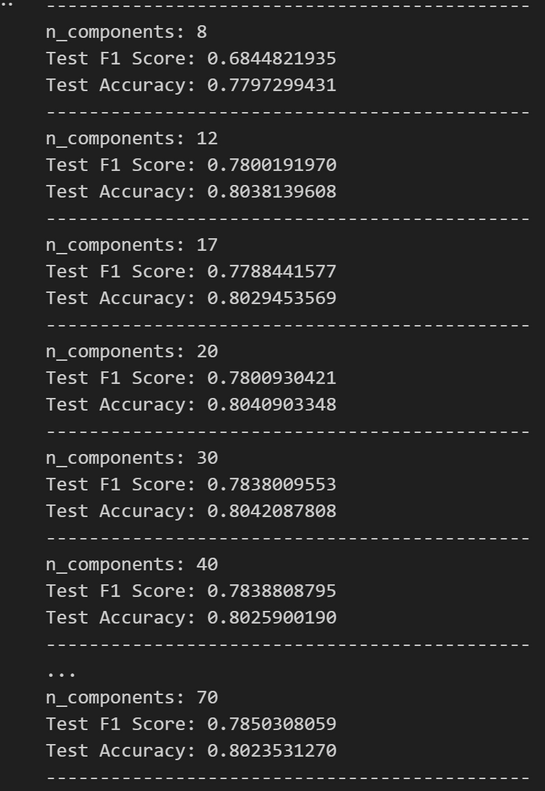 --------------------------------------------
n_components: 8
Test F1 Score: 0.6844821935
Test Accuracy: 0.7797299431
--------------------------------------------
n_components: 12
Test F1 Score: 0.7800191970
Test Accuracy: 0.8038139608
--------------------------------------------
n_components: 17
Test F1 Score: 0.7788441577
Test Accuracy: 0.8029453569
--------------------------------------------
n_components: 20
Test F1 Score: 0.7800930421
Test Accuracy: 0.8040903348
--------------------------------------------
n_components: 30
Test F1 Score: 0.7838009553
Test Accuracy: 0.8042087808
--------------------------------------------
n_components: 40
Test F1 Score: 0.7838808795
Test Accuracy: 0.8025900190
--------------------------------------------
...
n_components: 70
Test F1 Score: 0.7850308059
Test Accuracy: 0.8023531270
--------------------------------------------